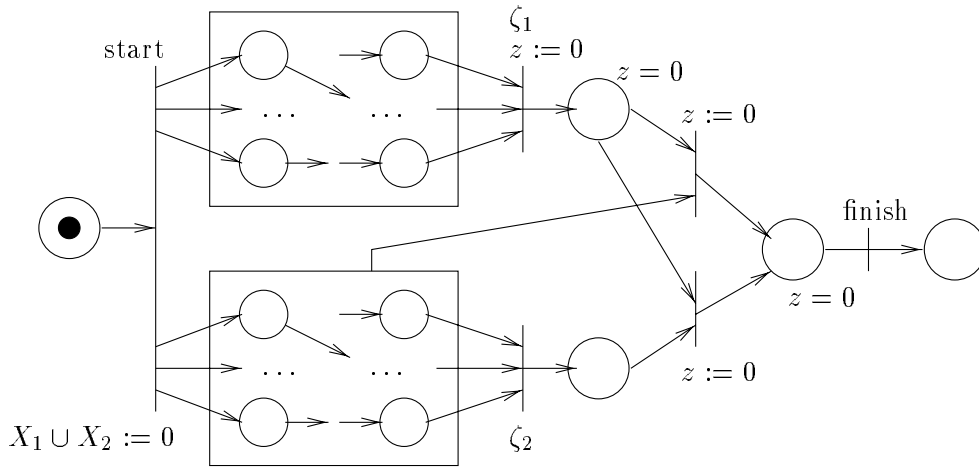 start
ζ₁
z := 0
z = 0
z := 0
. . .
. . .
finish
z = 0
z := 0
. . .
. . .
X₁ ∪ X₂ := 0
ζ₂